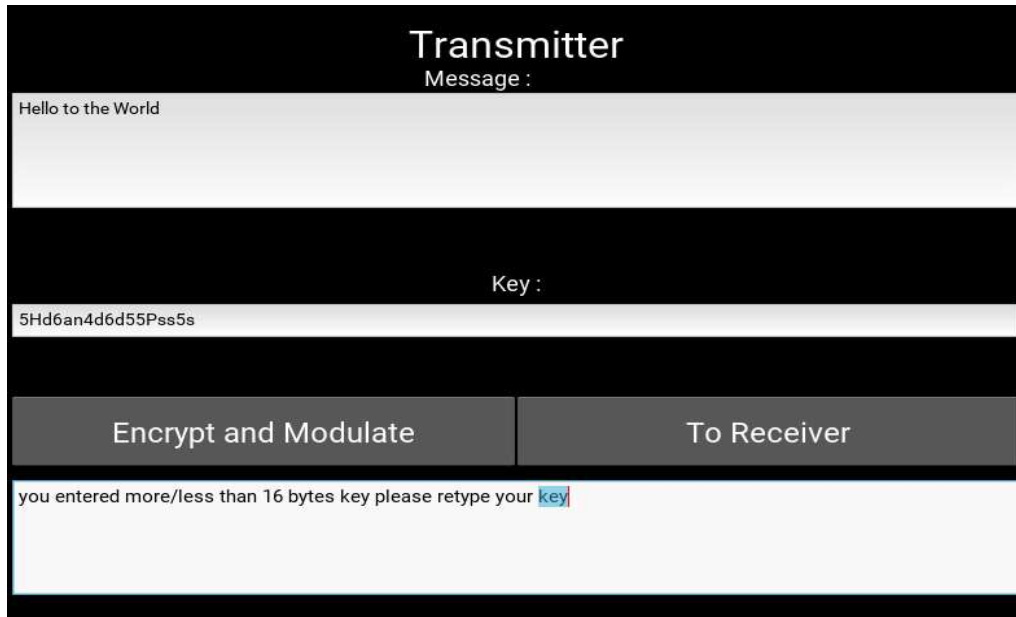 Transmitter
Message :
Hello to the World
Key :
5Hd6an4d6d55Pss5s
Encrypt and Modulate
To Receiver
you entered more/less than 16 bytes key please retype your key